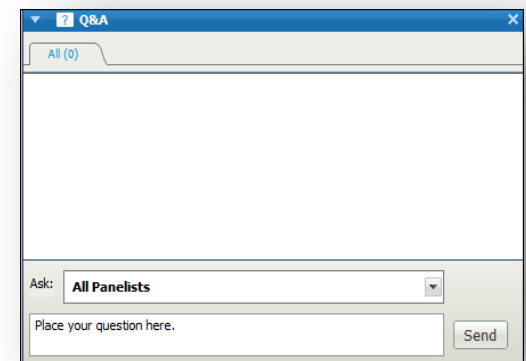 ? Q&A
All (0)
Ask: All Panelists
Place your question here.
Send